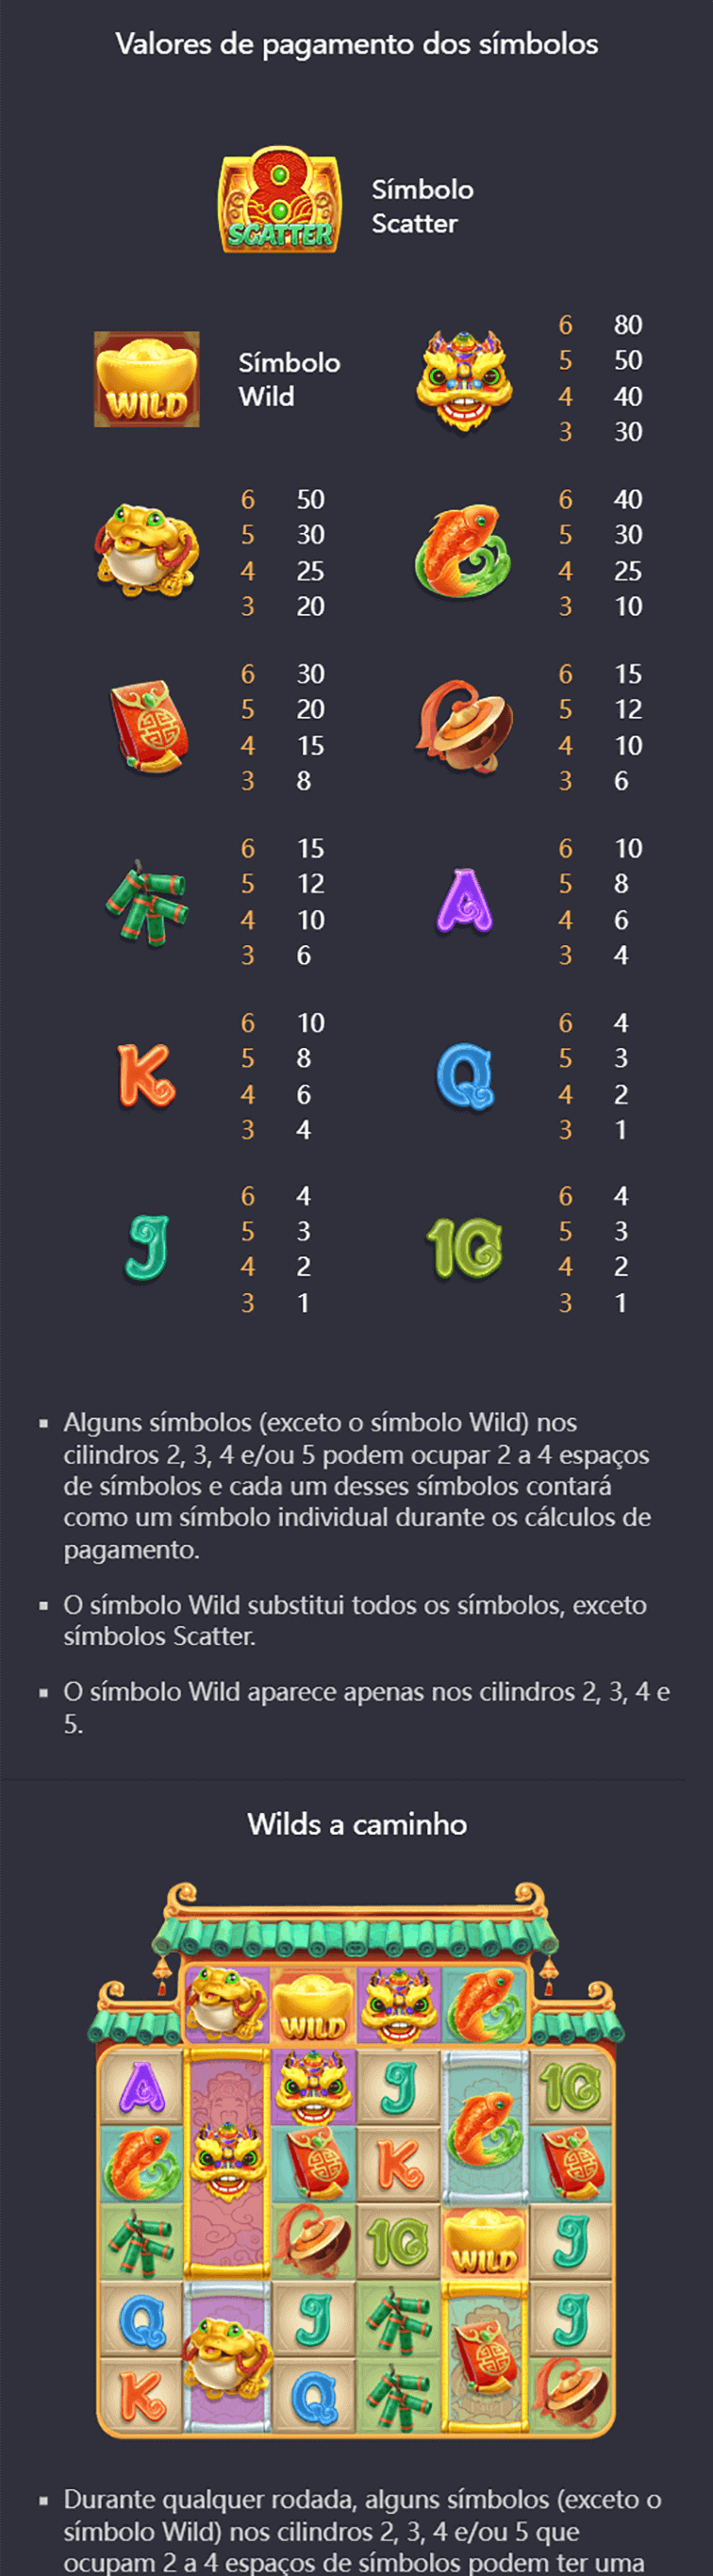 Valores de pagamento dos símbolos
SCATTER
Símbolo
Scatter
WILD
Símbolo
Wild
6 80
5 50
4 40
3 30
6 50
5 30
4 25
3 20
6 40
5 30
4 25
3 10
6 30
5 20
4 15
3 8
6 15
5 12
4 10
3 6
6 15
5 12
4 10
3 6
A
6 10
5 8
6 6
3 4
K
6 10
5 8
4 6
3 4
Q
6 4
5 3
4 2
3 1
J
6 4
5 3
4 2
3 1
10
6 4
5 3
4 2
3 1
▪ Alguns símbolos (exceto o símbolo Wild) nos
cilindros 2, 3, 4 e/ou 5 podem ocupar 2 a 4 espaços
de símbolos e cada um desses símbolos contará
como um símbolo individual durante os cálculos de
pagamento.
▪ O símbolo Wild substitui todos os símbolos, exceto
símbolos Scatter.
▪ O símbolo Wild aparece apenas nos cilindros 2, 3, 4 e
5.
Wilds a caminho
WILD
A J 10
K
10 WILD J
Q J J
K Q
▪ Durante qualquer rodada, alguns símbolos (exceto o
símbolo Wild) nos cilindros 2, 3, 4 e/ou 5 que
ocupam 2 a 4 espaços de símbolos podem ter uma